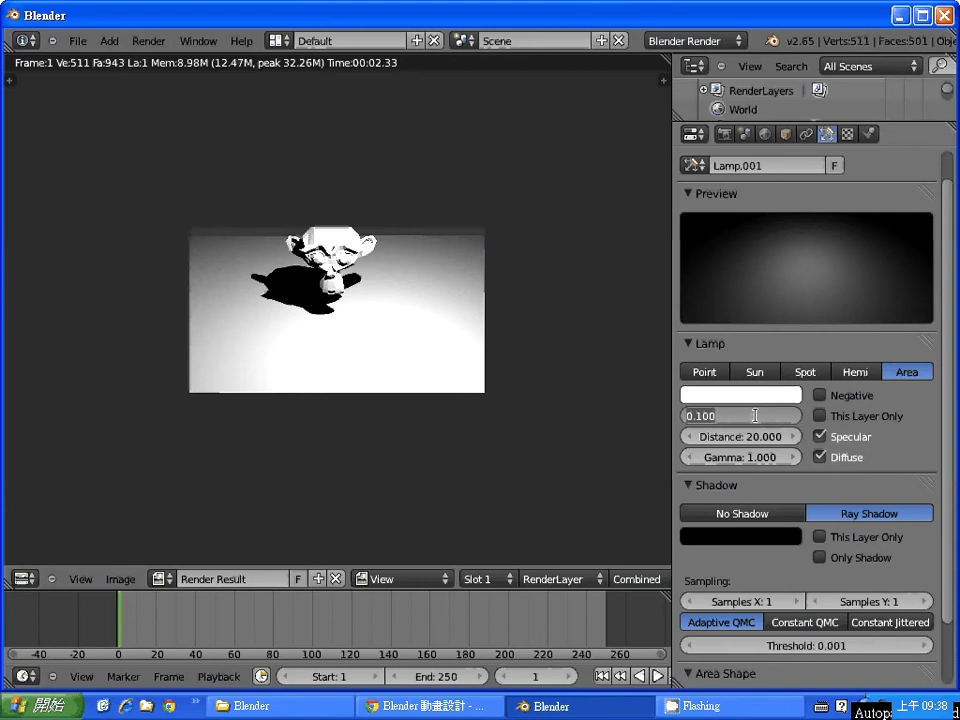 Blender
File Add Render Window Help Default Scene Blender Render v2.65 | Verts:511 | Faces:501 | Obje
Frame:1 Ve:511 Fa:943 La:1 Mem:8.98M (12.47M, peak 32.26M) Time:00:02.33
View Search All Scenes
RenderLayers
World
Lamp.001 F
Preview
Lamp
Point Sun Spot Hemi Area
Negative
0.100 This Layer Only
Distance: 20.000 Specular
Gamma: 1.000 Diffuse
Shadow
No Shadow Ray Shadow
This Layer Only
Only Shadow
Sampling:
Samples X: 1 Samples Y: 1
Adaptive QMC Constant QMC Constant Jittered
Threshold: 0.001
Area Shape
View Image Render Result F View Slot 1 RenderLayer Combined
-40 -20 0 20 40 60 80 100 120 140 160 180 200 220 240 260
View Marker Frame Playback Start: 1 End: 250 1
開始 Blender Blender 動畫設計 - ... Blender Flashing 上午 09:38
Autop